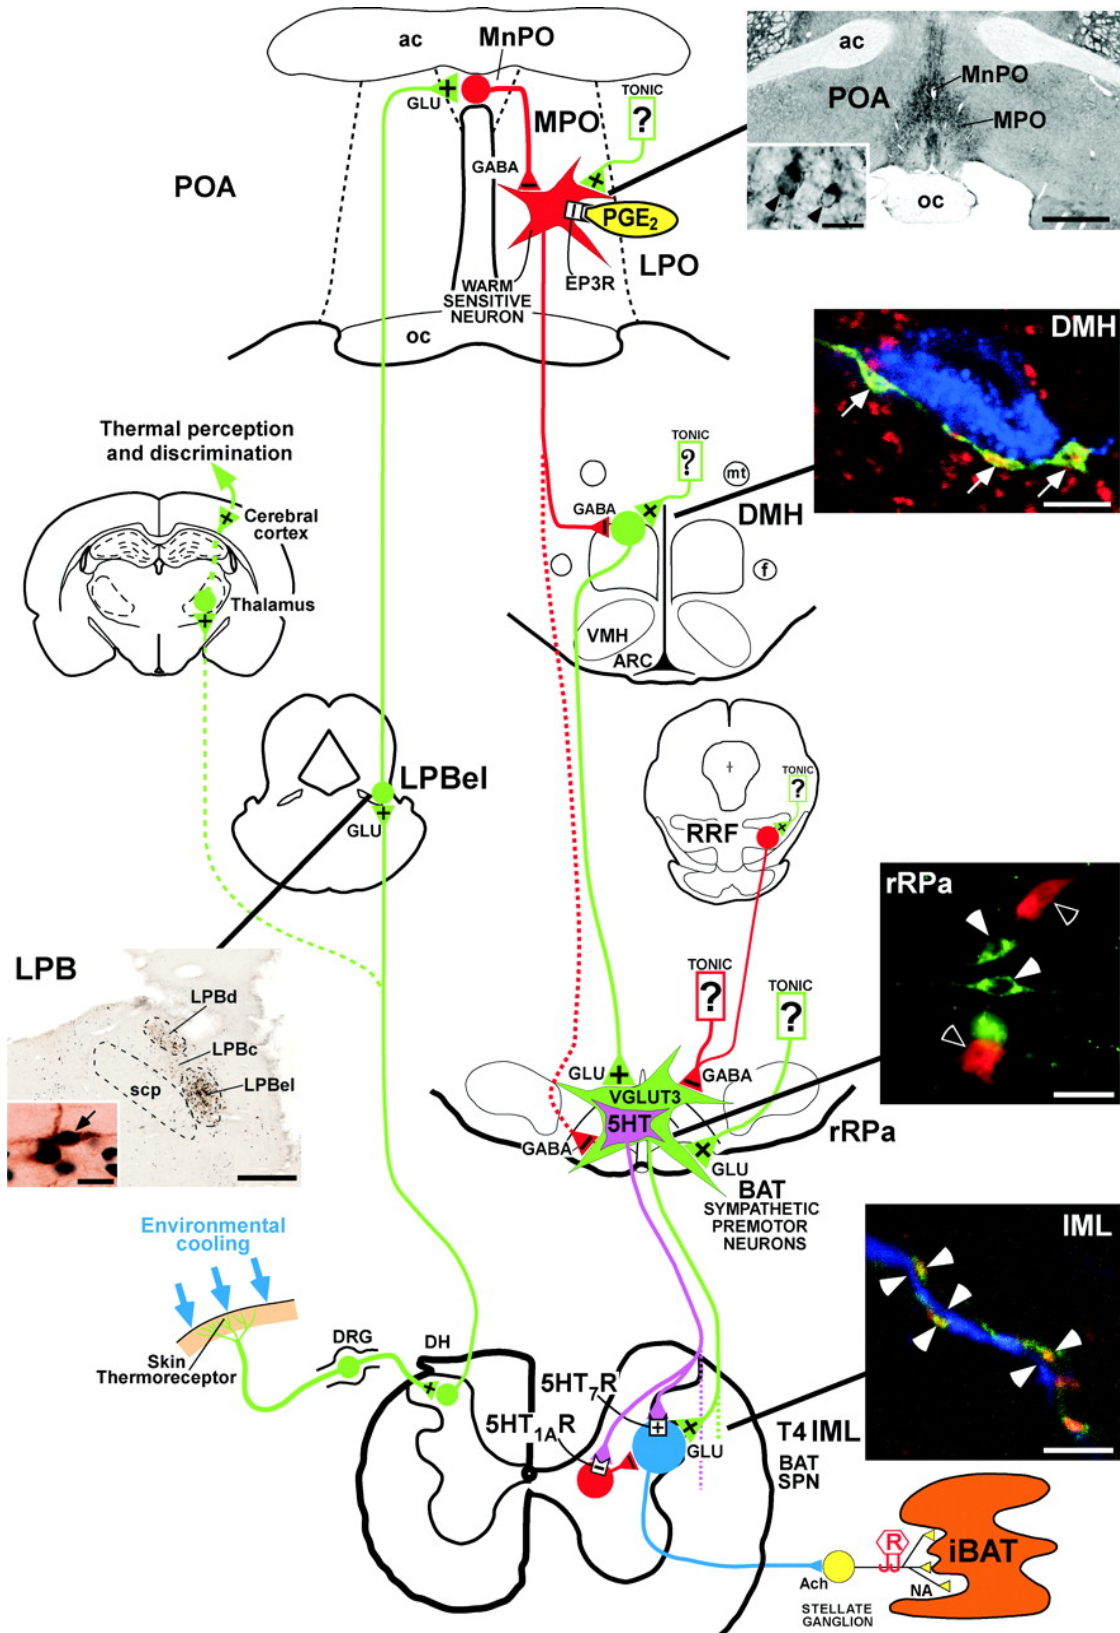 ac
MnPO
GLU
+
TONIC
?
MPO
GABA
−
+
POA
PGE2
−
LPO
WARM
SENSITIVE
NEURON
EP3R
oc
ac
MnPO
POA
MPO
oc
DMH
Thermal perception
and discrimination
+
Cerebral
cortex
Thalamus
+
TONIC
?
mt
GABA
−
+
DMH
f
VMH
ARC
LPBel
GLU
+
TONIC
?
RRF
+
rRPa
LPB
LPBd
LPBc
scp
LPBel
TONIC
?
TONIC
?
GLU
+
−
GABA
VGLUT3
5HT
GABA
−
+
GLU
rRPa
BAT
SYMPATHETIC
PREMOTOR
NEURONS
IML
Environmental
cooling
Skin
Thermoreceptor
DRG
DH
+
5HT7R
5HT1AR
+
+
GLU
−
−
T4 IML
BAT
SPN
R
iBAT
Ach
NA
STELLATE
GANGLION